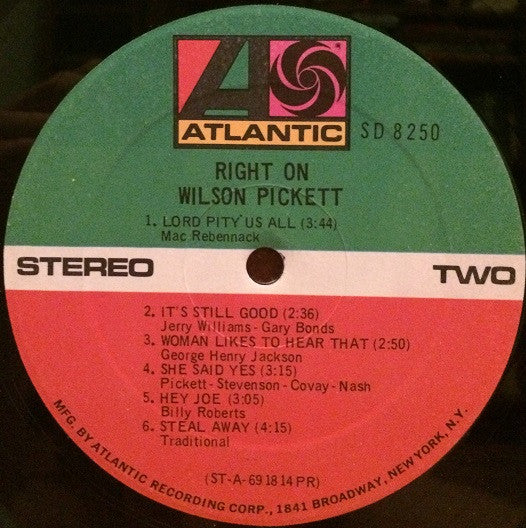 ATLANTIC SD 8250
RIGHT ON
WILSON PICKETT
1. LORD PITY US ALL (3:44)
Mac Rebennack
STEREO TWO
2. IT'S STILL GOOD (2:36)
Jerry Williams - Gary Bonds
3. WOMAN LIKES TO HEAR THAT (2:50)
George Henry Jackson
4. SHE SAID YES (3:15)
Pickett - Stevenson - Covay - Nash
5. HEY JOE (3:05)
Billy Roberts
6. STEAL AWAY (4:15)
Traditional
(ST-A-691814 PR)
MFG. BY ATLANTIC RECORDING CORP., 1841 BROADWAY, NEW YORK, N.Y.